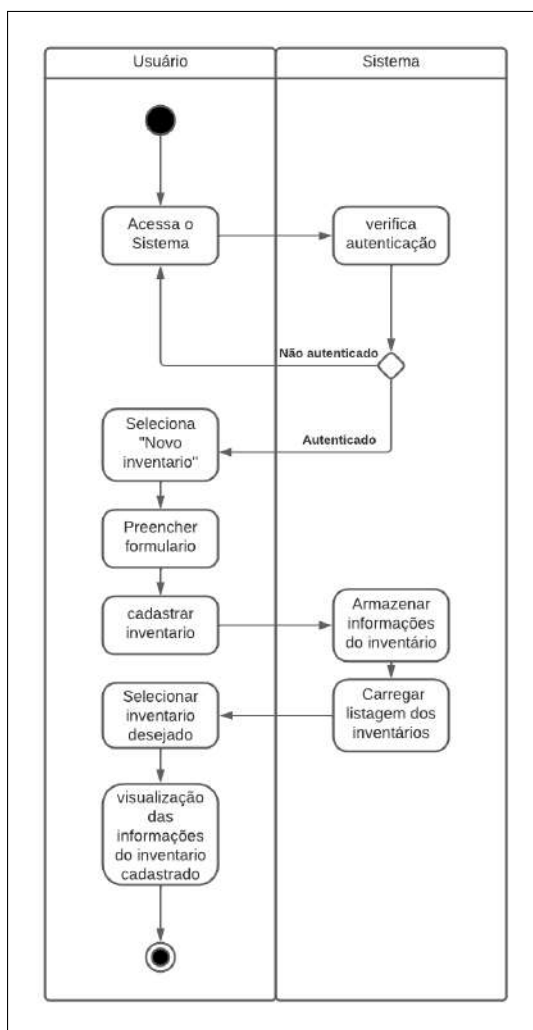 Usuário
Sistema
Acessa o
Sistema
verifica
autenticação
Não autenticado
Autenticado
Seleciona
"Novo
inventario"
Preencher
formulario
cadastrar
inventario
Armazenar
informações
do inventário
Carregar
listagem dos
inventários
Selecionar
inventario
desejado
visualização
das
informações
do inventario
cadastrado